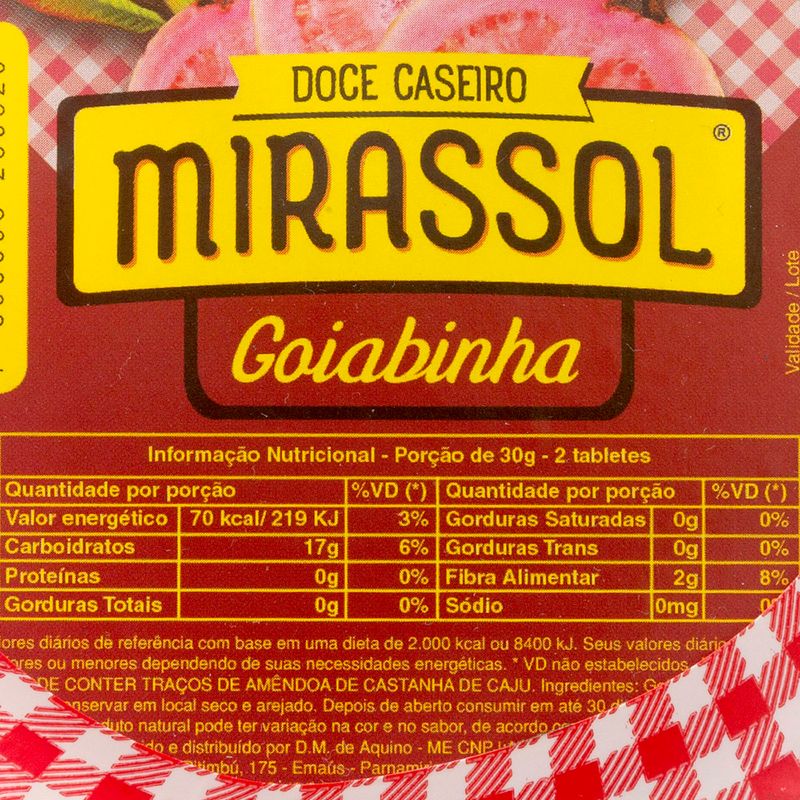 DOCE CASEIRO
MIRASSOL®
Goiabinha
Validade / Lote
Informação Nutricional - Porção de 30g - 2 tabletes
Quantidade por porção %VD (*) Quantidade por porção %VD (*)
Valor energético 70 kcal/ 219 KJ 3% Gorduras Saturadas 0g 0%
Carboidratos 17g 6% Gorduras Trans 0g 0%
Proteínas 0g 0% Fibra Alimentar 2g 8%
Gorduras Totais 0g 0% Sódio 0mg
diários de referência com base em uma dieta de 2.000 kcal ou 8400 kJ. Seus valores
ou menores dependendo de suas necessidades energéticas. * VD não estabelecidos
DE CONTER TRAÇOS DE AMÊNDOA DE CASTANHA DE CAJU. Ingredientes:
onservar em local seco e arejado. Depois de aberto consumir em até 30
duto natural pode ter variação na cor e no sabor, de acordo
do e distribuído por D.M. de Aquino - ME CNP
timbú, 175 - Emaús - Parnami